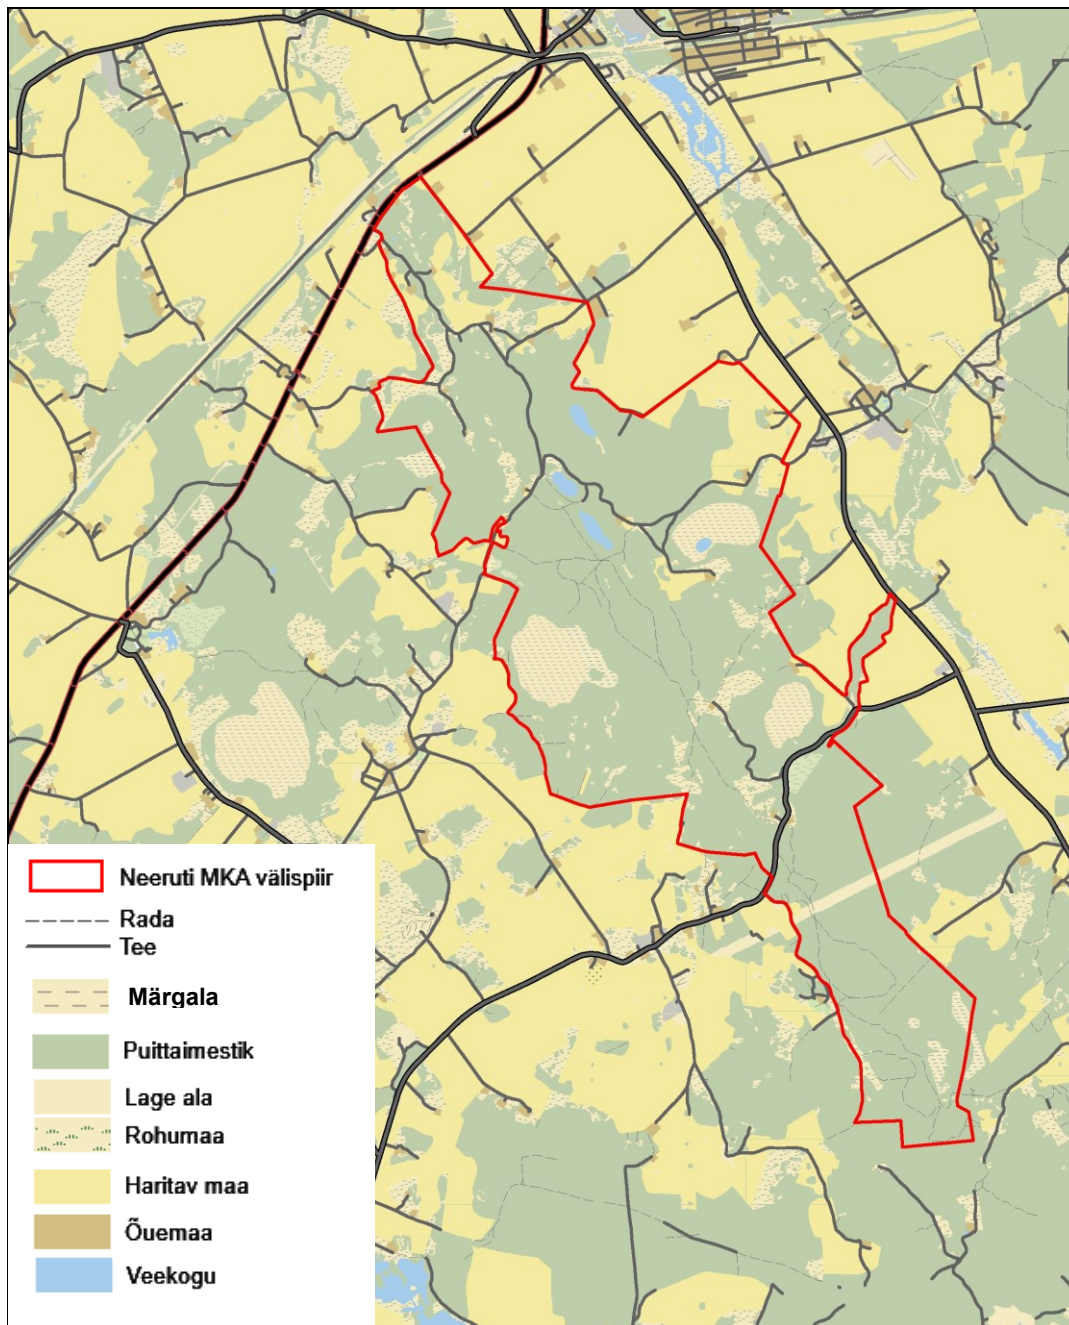 Neeruti MKA välispiir
Rada
Tee
Märgala
Puittaimestik
Lage ala
Rohumaa
Haritav maa
Õuemaa
Veekogu